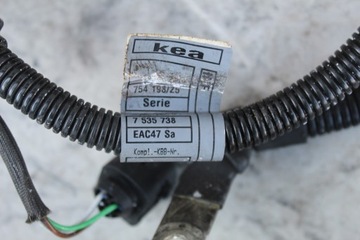 kea
754 198/25
Serie
7 535 738
EAC47 Sa
Kompl.-KBB-Nr.